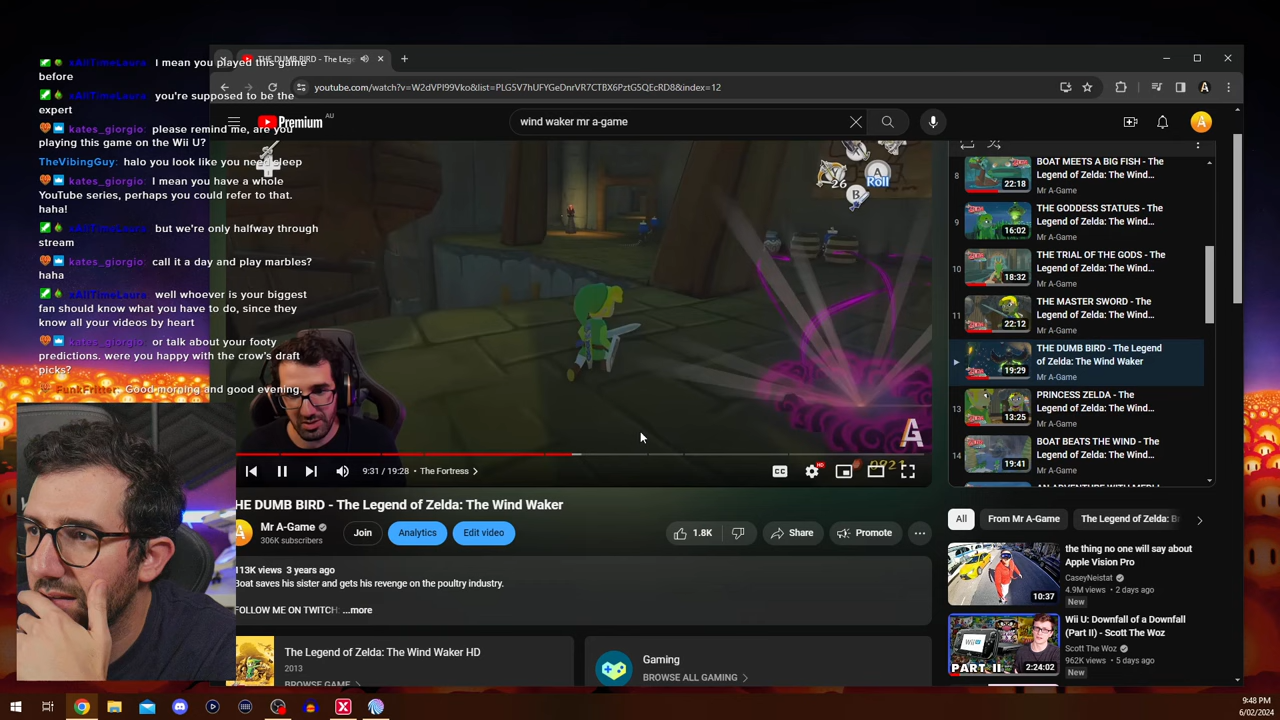 xAllTimeLaura: I mean you played this game
before
xAllTimeLaura: you're supposed to be the
expert
kates_giorgio: please remind me, are you
playing this game on the Wii U?
TheVibingGuy: halo you look like you need sleep
kates_giorgio: I mean you have a whole
YouTube series, perhaps you could refer to that.
haha!
xAllTimeLaura: but we're only halfway through
stream
kates_giorgio: call it a day and play marbles?
haha
xAllTimeLaura: well whoever is your biggest
fan should know what you have to do, since they
know all your videos by heart
kates_giorgio: or talk about your footy
predictions. were you happy with the crow's draft
picks?
FunkFritter: Good morning and good evening.
THE DUMB BIRD - The Leg
youtube.com/watch?v=W2dVPI99Vko&list=PLG5V7hUFYGeDnrVR7CTBX6PztG5QEcRD8&index=12
A
Premium
AU
wind waker mr a-game
26
A
Roll
B
9:31 / 19:28 • The Fortress
CC
HD
THE DUMB BIRD - The Legend of Zelda: The Wind Waker
Mr A-Game
306K subscribers
Join
Analytics
Edit video
1.8K
Share
Promote
113K views 3 years ago
Boat saves his sister and gets his revenge on the poultry industry.
FOLLOW ME ON TWITCH: ...more
The Legend of Zelda: The Wind Waker HD
2013
BROWSE GAME
Gaming
BROWSE ALL GAMING
8
22:18
BOAT MEETS A BIG FISH - The
Legend of Zelda: The Wind...
Mr A-Game
9
16:02
THE GODDESS STATUES - The
Legend of Zelda: The Wind...
Mr A-Game
10
18:32
THE TRIAL OF THE GODS - The
Legend of Zelda: The Wind...
Mr A-Game
11
22:12
THE MASTER SWORD - The
Legend of Zelda: The Wind...
Mr A-Game
19:29
THE DUMB BIRD - The Legend
of Zelda: The Wind Waker
Mr A-Game
13
13:25
PRINCESS ZELDA - The
Legend of Zelda: The Wind...
Mr A-Game
14
19:41
BOAT BEATS THE WIND - The
Legend of Zelda: The Wind...
Mr A-Game
All
From Mr A-Game
The Legend of Zelda: Br
10:37
the thing no one will say about
Apple Vision Pro
CaseyNeistat
4.9M views • 2 days ago
New
PART II
2:24:02
Wii U: Downfall of a Downfall
(Part II) - Scott The Woz
Scott The Woz
962K views • 5 days ago
New
9:48 PM
6/02/2024